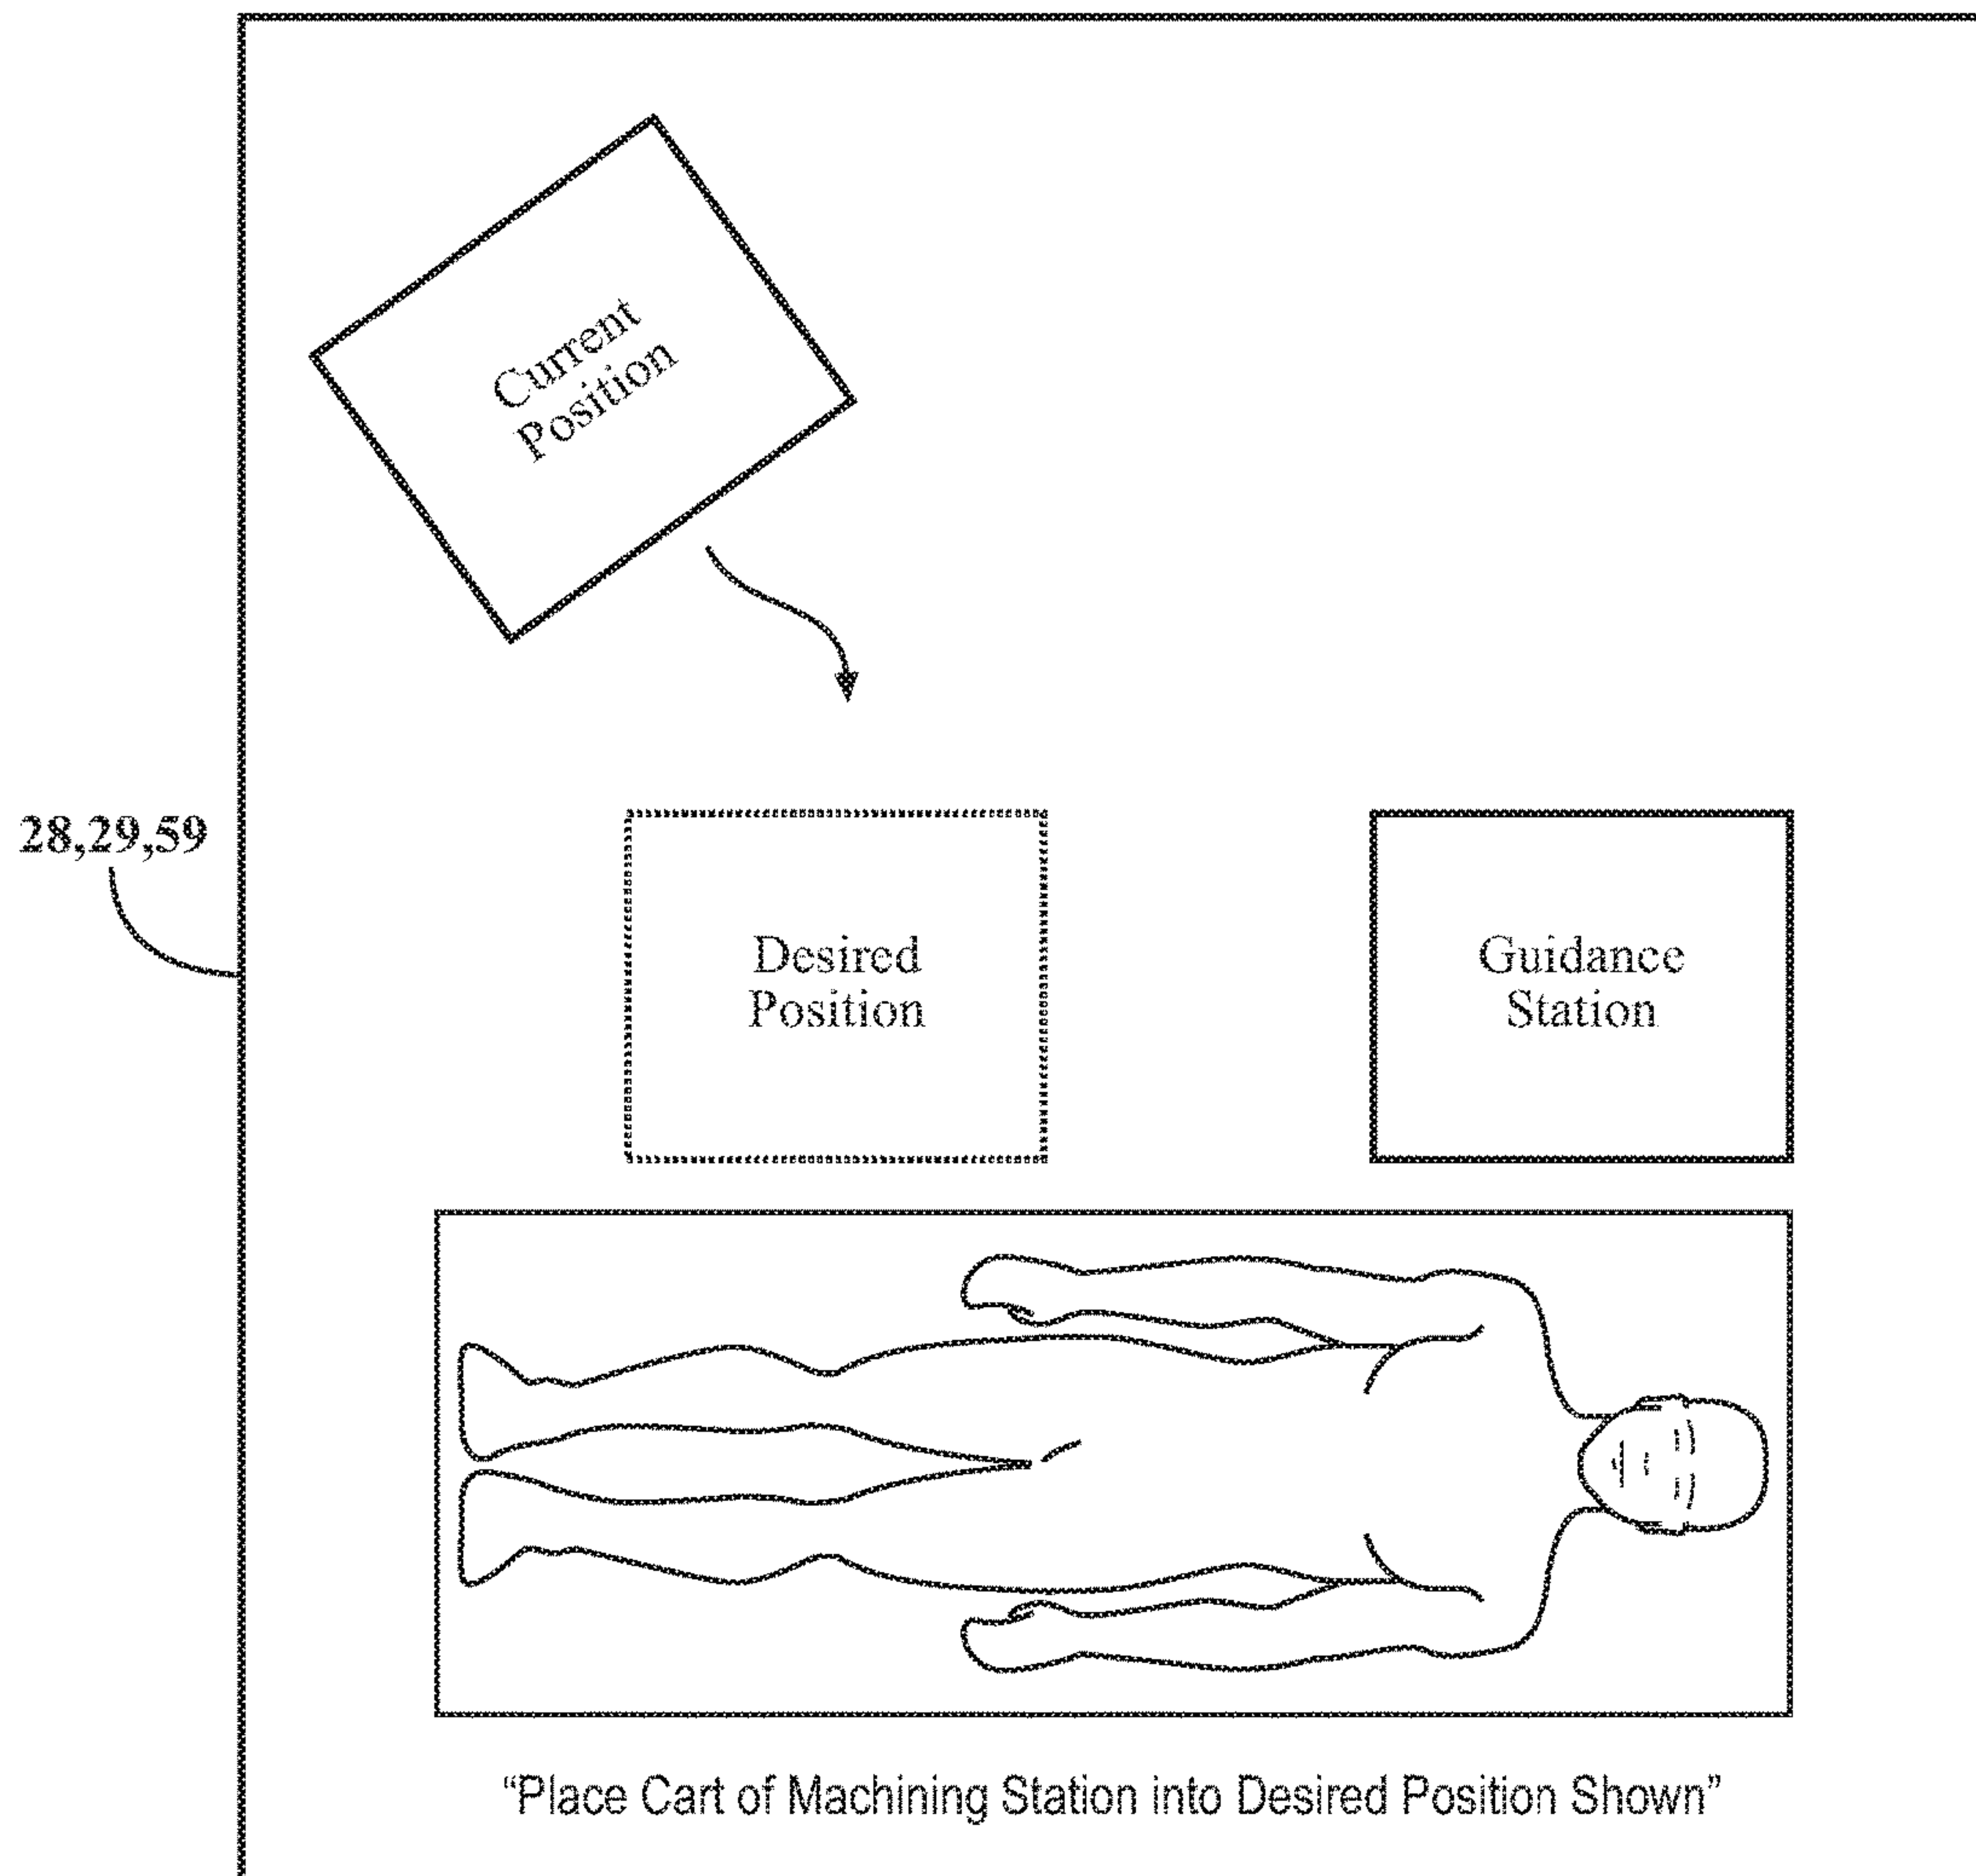 Current
Position
28,29,59
Desired
Position
Guidance
Station
“Place Cart of Machining Station into Desired Position Shown”